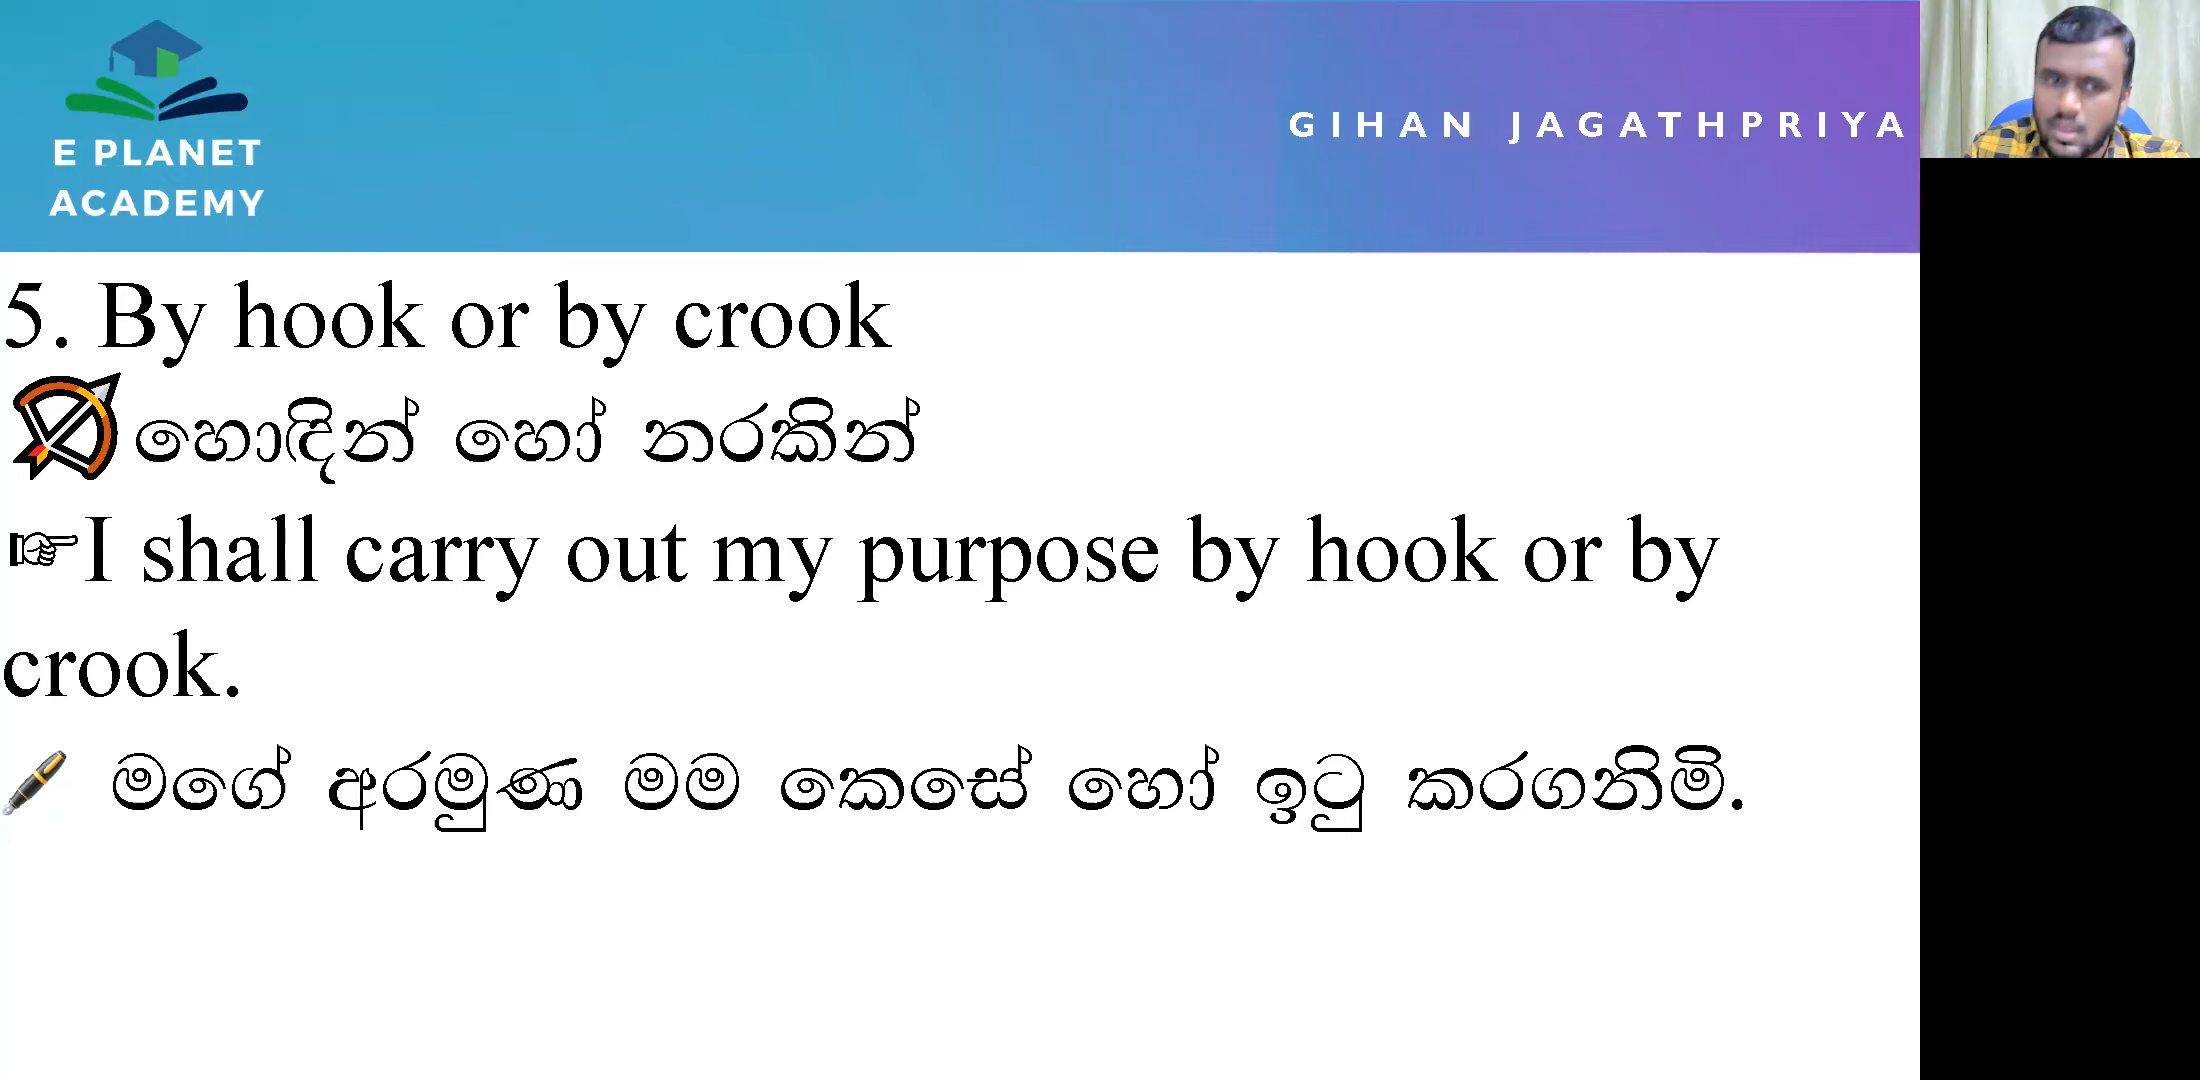 E PLANET
ACADEMY
GIHAN JAGATHPRIYA
5. By hook or by crook
🏹හොඳින් හෝ නරකින්
☞I shall carry out my purpose by hook or by
crook.
🖋 මගේ අරමුණ මම කෙසේ හෝ ඉටු කරගනිමි.